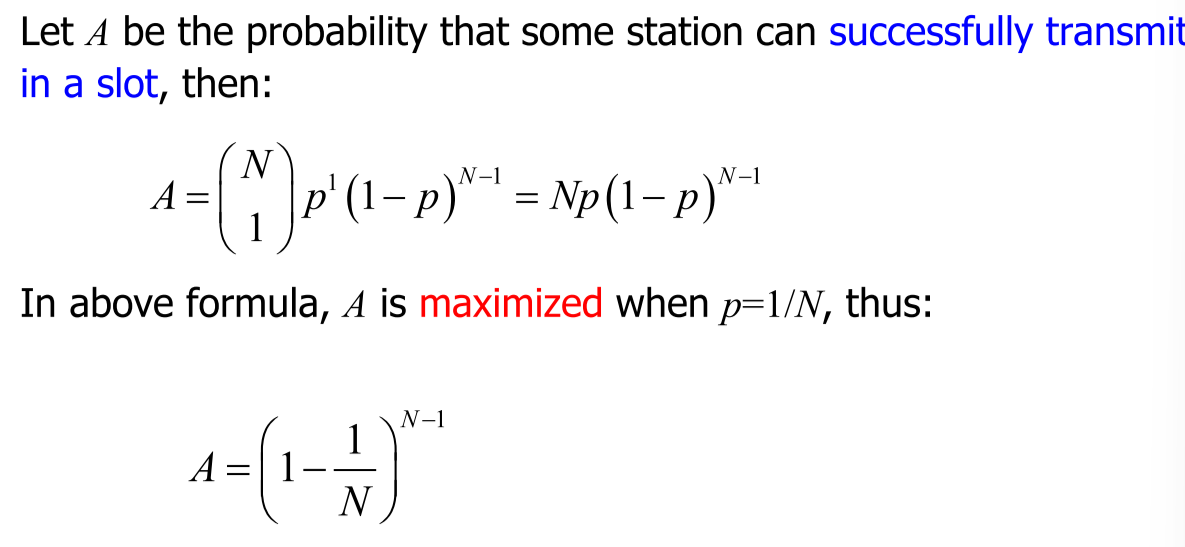 Let A be the probability that some station can successfully transmit
in a slot, then:
A = \binom{N}{1} p^1 (1 − p)^{N−1} = Np(1 − p)^{N−1}
In above formula, A is maximized when p=1/N, thus:
A = \left(1 − \frac{1}{N}\right)^{N−1}